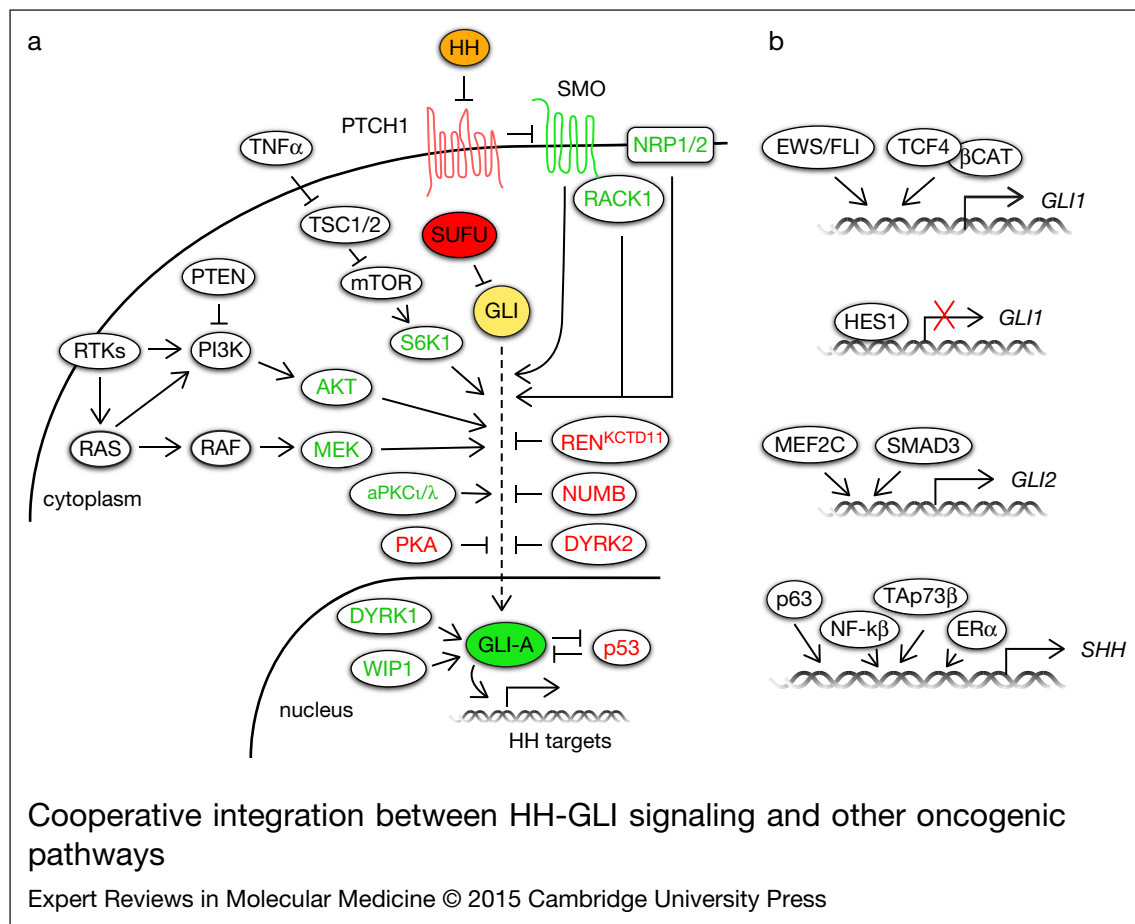 a
b
HH
SMO
PTCH1
TNFα
NRP1/2
RACK1
TSC1/2
SUFU
PTEN
mTOR
GLI
RTKs
PI3K
S6K1
AKT
RAS
RAF
MEK
REN^KCTD11
cytoplasm
aPKCι/λ
NUMB
PKA
DYRK2
DYRK1
GLI-A
p53
WIP1
nucleus
HH targets
EWS/FLI
TCF4
βCAT
GLI1
HES1
GLI1
MEF2C
SMAD3
GLI2
p63
TAp73β
NF-kβ
ERα
SHH
Cooperative integration between HH-GLI signaling and other oncogenic
pathways
Expert Reviews in Molecular Medicine © 2015 Cambridge University Press